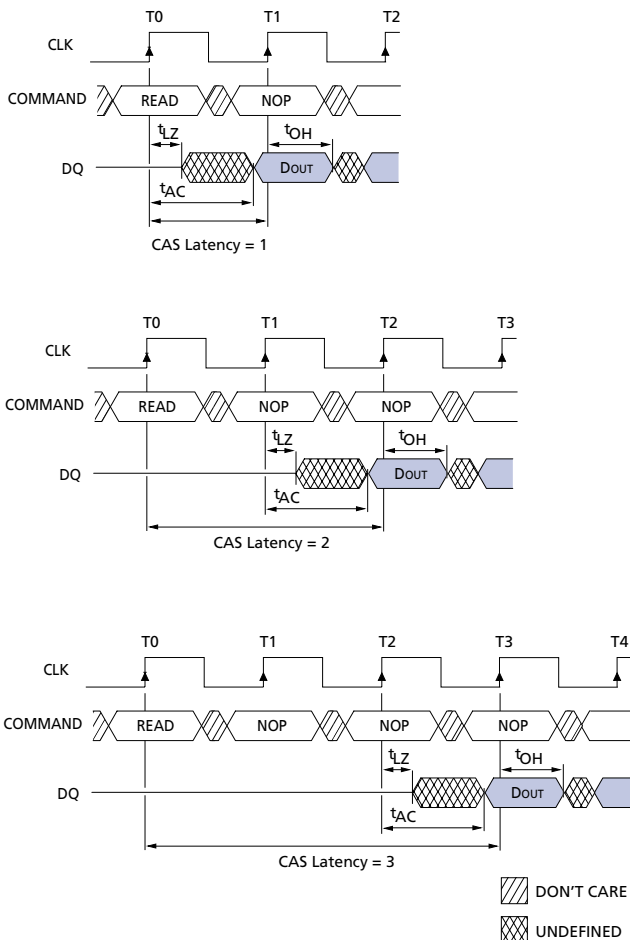 T0 T1 T2
CLK
COMMAND READ NOP
tLZ tOH
DQ DOUT
tAC
CAS Latency = 1
T0 T1 T2 T3
CLK
COMMAND READ NOP NOP
tLZ tOH
DQ DOUT
tAC
CAS Latency = 2
T0 T1 T2 T3 T4
CLK
COMMAND READ NOP NOP NOP
tLZ tOH
DQ DOUT
tAC
CAS Latency = 3
DON'T CARE
UNDEFINED